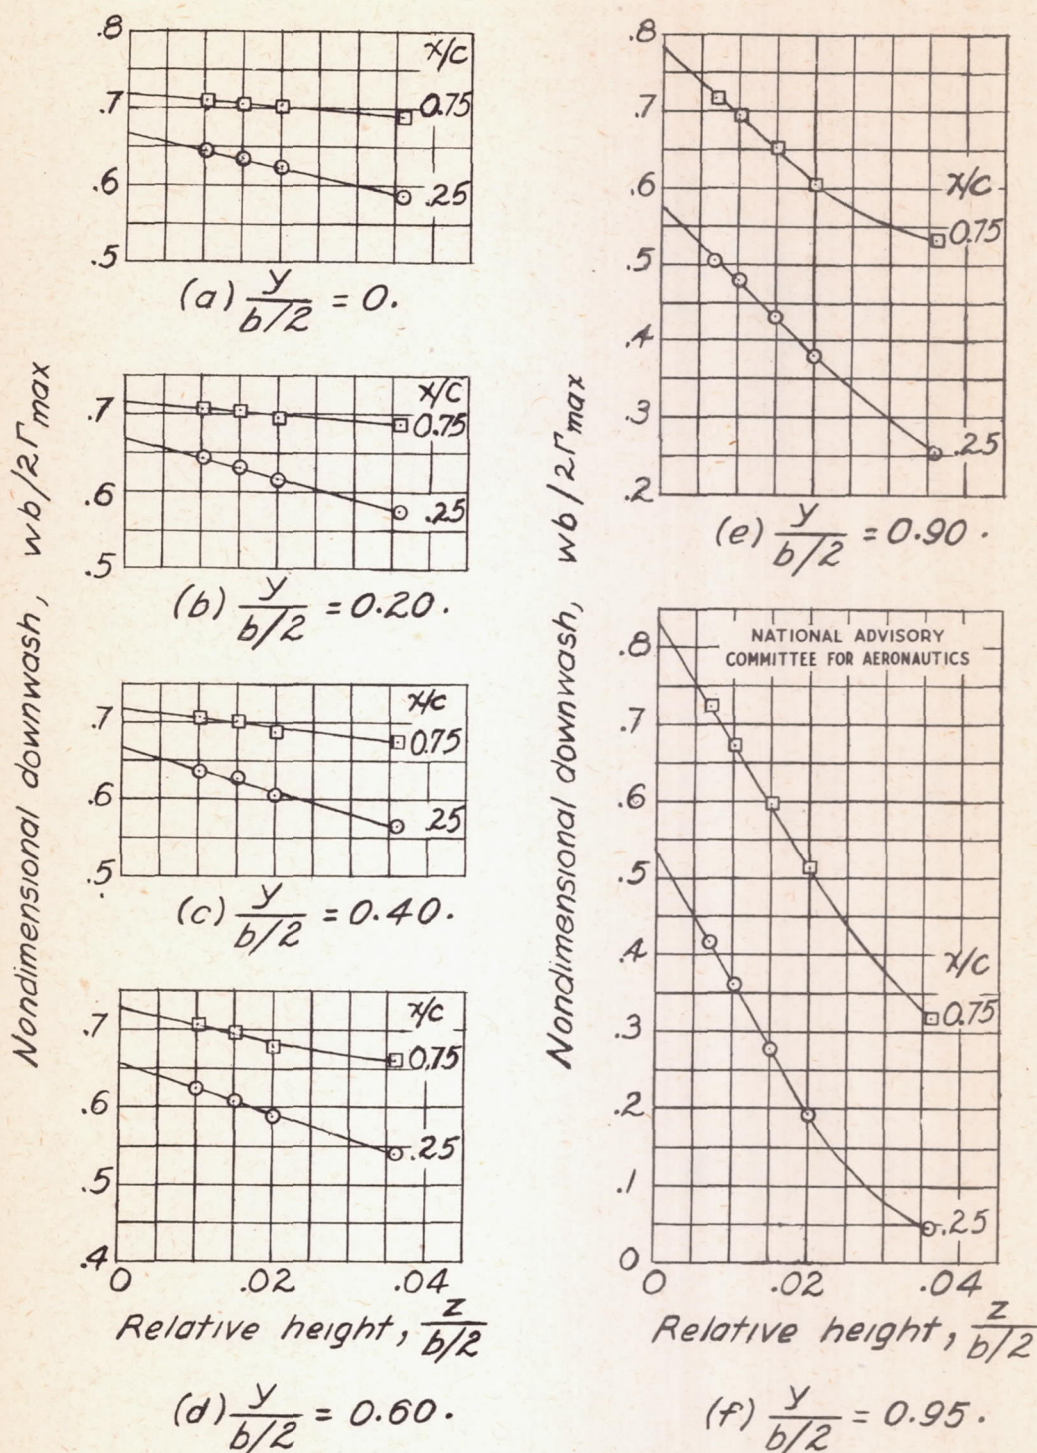 Nondimensional downwash, wb/2Γmax
.8
.7
.6
.5
x/c
0.75
.25
(a) y/b/2 = 0.
.7
.6
.5
x/c
0.75
.25
(b) y/b/2 = 0.20.
.7
.6
.5
x/c
0.75
.25
(c) y/b/2 = 0.40.
.7
.6
.5
.4
x/c
0.75
.25
0 .02 .04
Relative height, z/b/2
(d) y/b/2 = 0.60.
Nondimensional downwash, wb/2Γmax
.8
.7
.6
.5
.4
.3
.2
x/c
0.75
.25
(e) y/b/2 = 0.90.
NATIONAL ADVISORY
COMMITTEE FOR AERONAUTICS
.8
.7
.6
.5
.4
.3
.2
.1
0
x/c
0.75
.25
0 .02 .04
Relative height, z/b/2
(f) y/b/2 = 0.95.